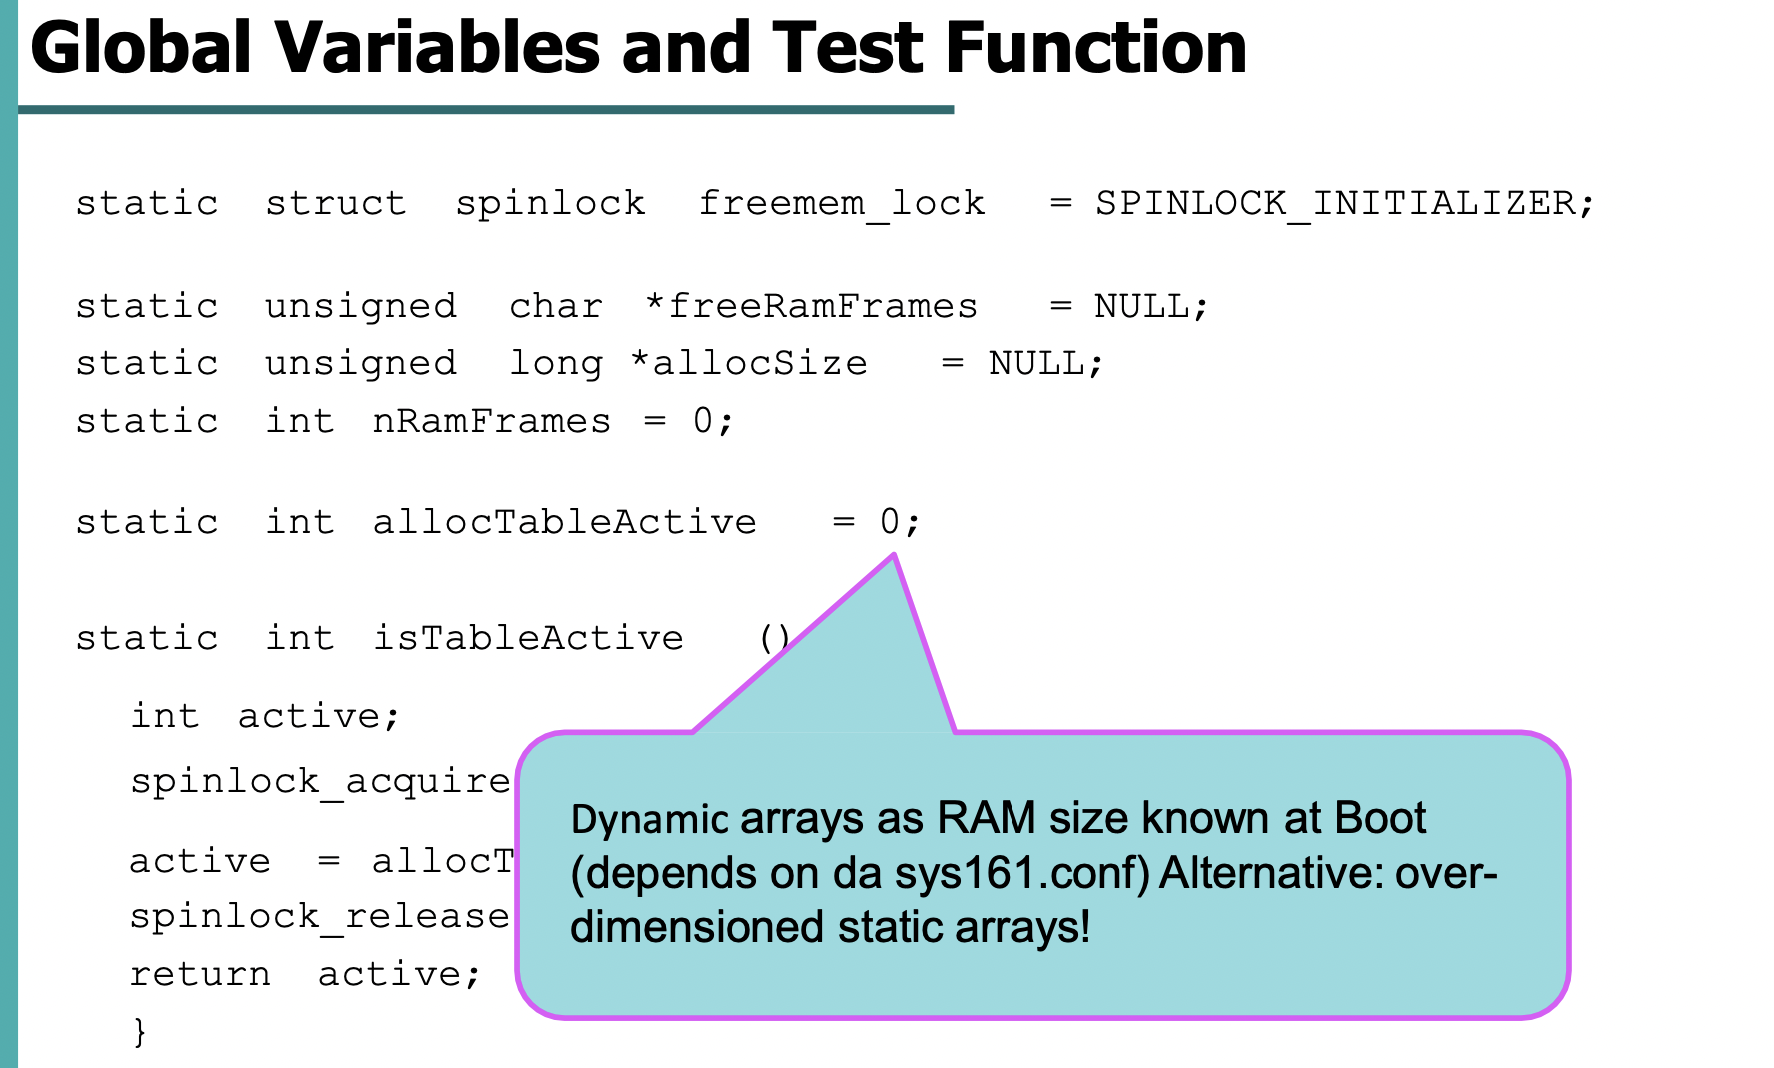 Global Variables and Test Function
static struct spinlock freemem_lock = SPINLOCK_INITIALIZER;
static unsigned char *freeRamFrames = NULL;
static unsigned long *allocSize = NULL;
static int nRamFrames = 0;
static int allocTableActive = 0;
static int isTableActive ()
int active;
spinlock_acquire
active = allocT
spinlock_release
return active;
}
Dynamic arrays as RAM size known at Boot
(depends on da sys161.conf) Alternative: over-
dimensioned static arrays!